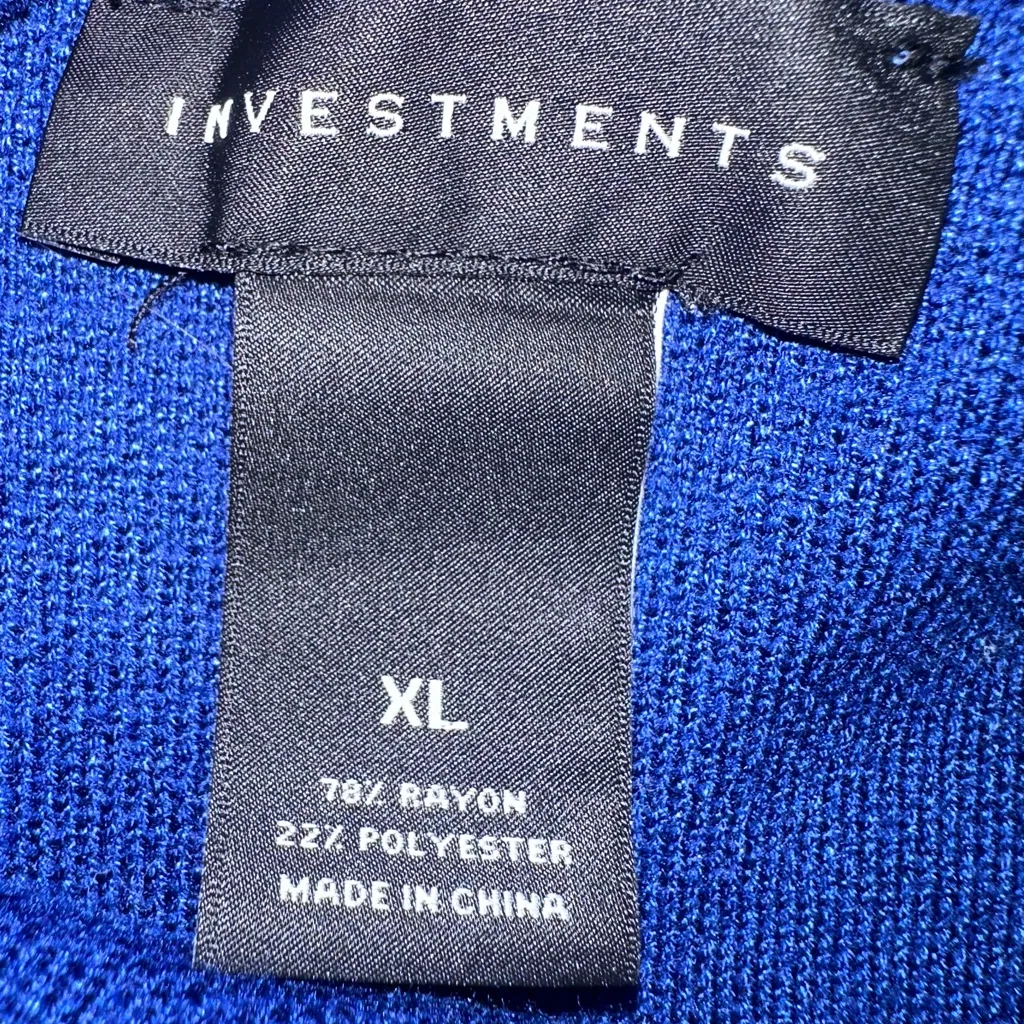 INVESTMENTS
XL
78% RAYON
22% POLYESTER
MADE IN CHINA